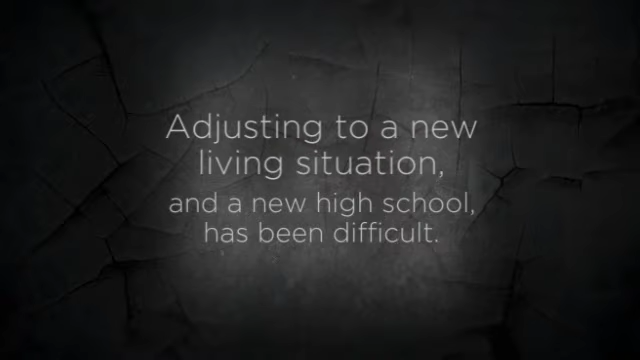 Adjusting to a new
living situation,
and a new high school,
has been difficult.